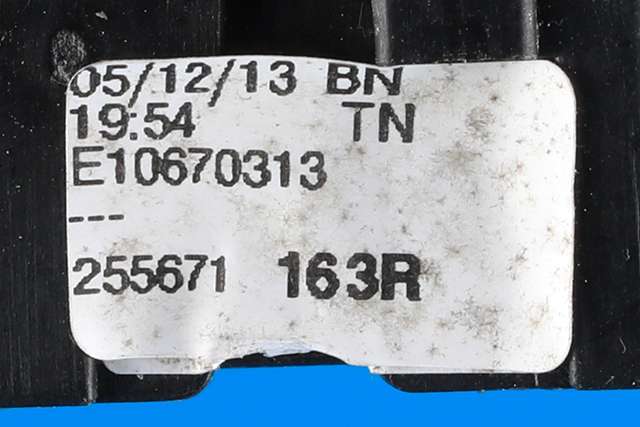 05/12/13 BN
19:54 TN
E10670313
---
255671 163R